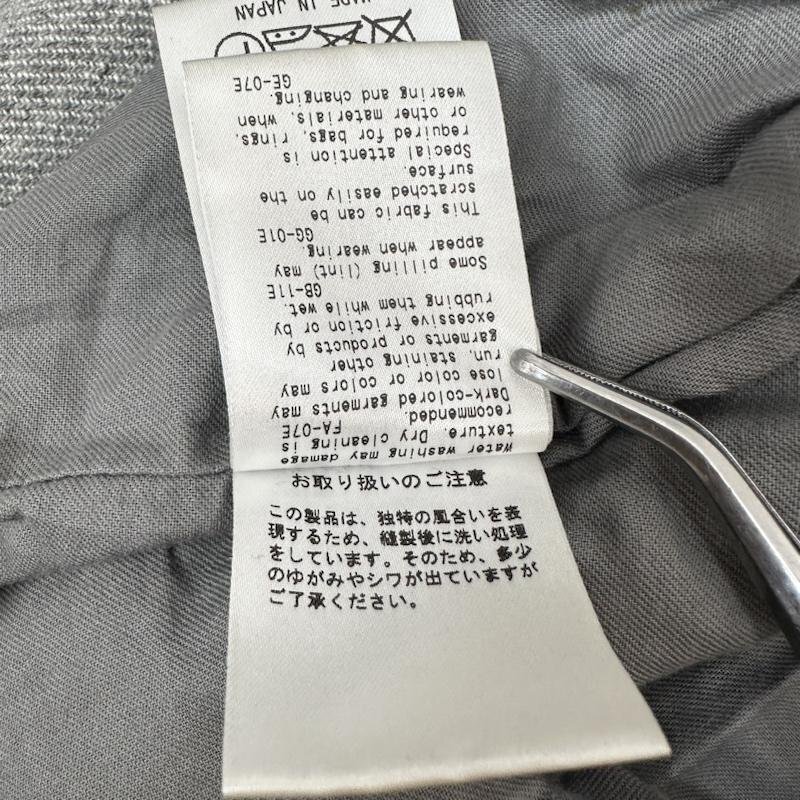 MADE IN JAPAN
water washing may damage
texture. Dry cleaning is
recommended.
FA-07E
Dark-colored garments may
lose color or colors may
run, staining other
garments or products by
excessive friction or by
rubbing them while wet.
GB-11E
Some pilling (lint) may
appear when wearing.
GG-01E
This fabric can be
scratched easily on the
surface.
Special attention is
required for bags, rings,
or other materials, when
wearing and changing.
GE-07E
お取り扱いのご注意
この製品は、独特の風合いを表
現するため、縫製後に洗い処理
をしています。そのため、多少
のゆがみやシワが出ていますが
ご了承ください。